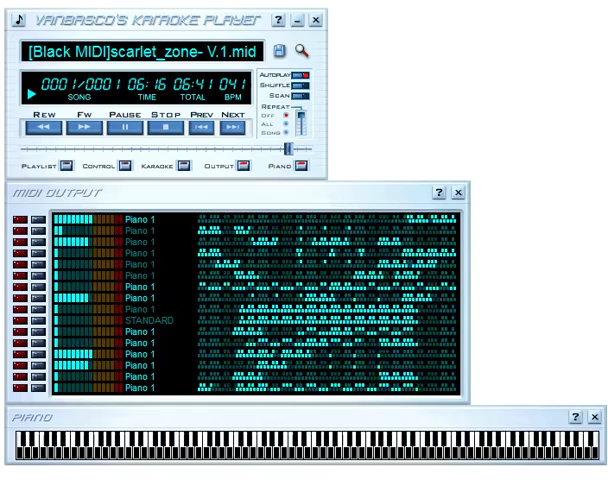 VANBASCO'S KARAOKE PLAYER
[Black MIDI]scarlet_zone- V.1.mid
0001/0001 06:16 06:41 041
SONG TIME TOTAL BPM
AUTOPLAY
SHUFFLE
SCAN
REPEAT
OFF
ALL
SONG
REW FW PAUSE STOP PREV NEXT
PLAYLIST CONTROL KARAOKE OUTPUT PIANO
MIDI OUTPUT
Piano 1
Piano 1
Piano 1
Piano 1
Piano 1
Piano 1
Piano 1
Piano 1
Piano 1
STANDARD
Piano 1
Piano 1
Piano 1
Piano 1
Piano 1
Piano 1
PIANO